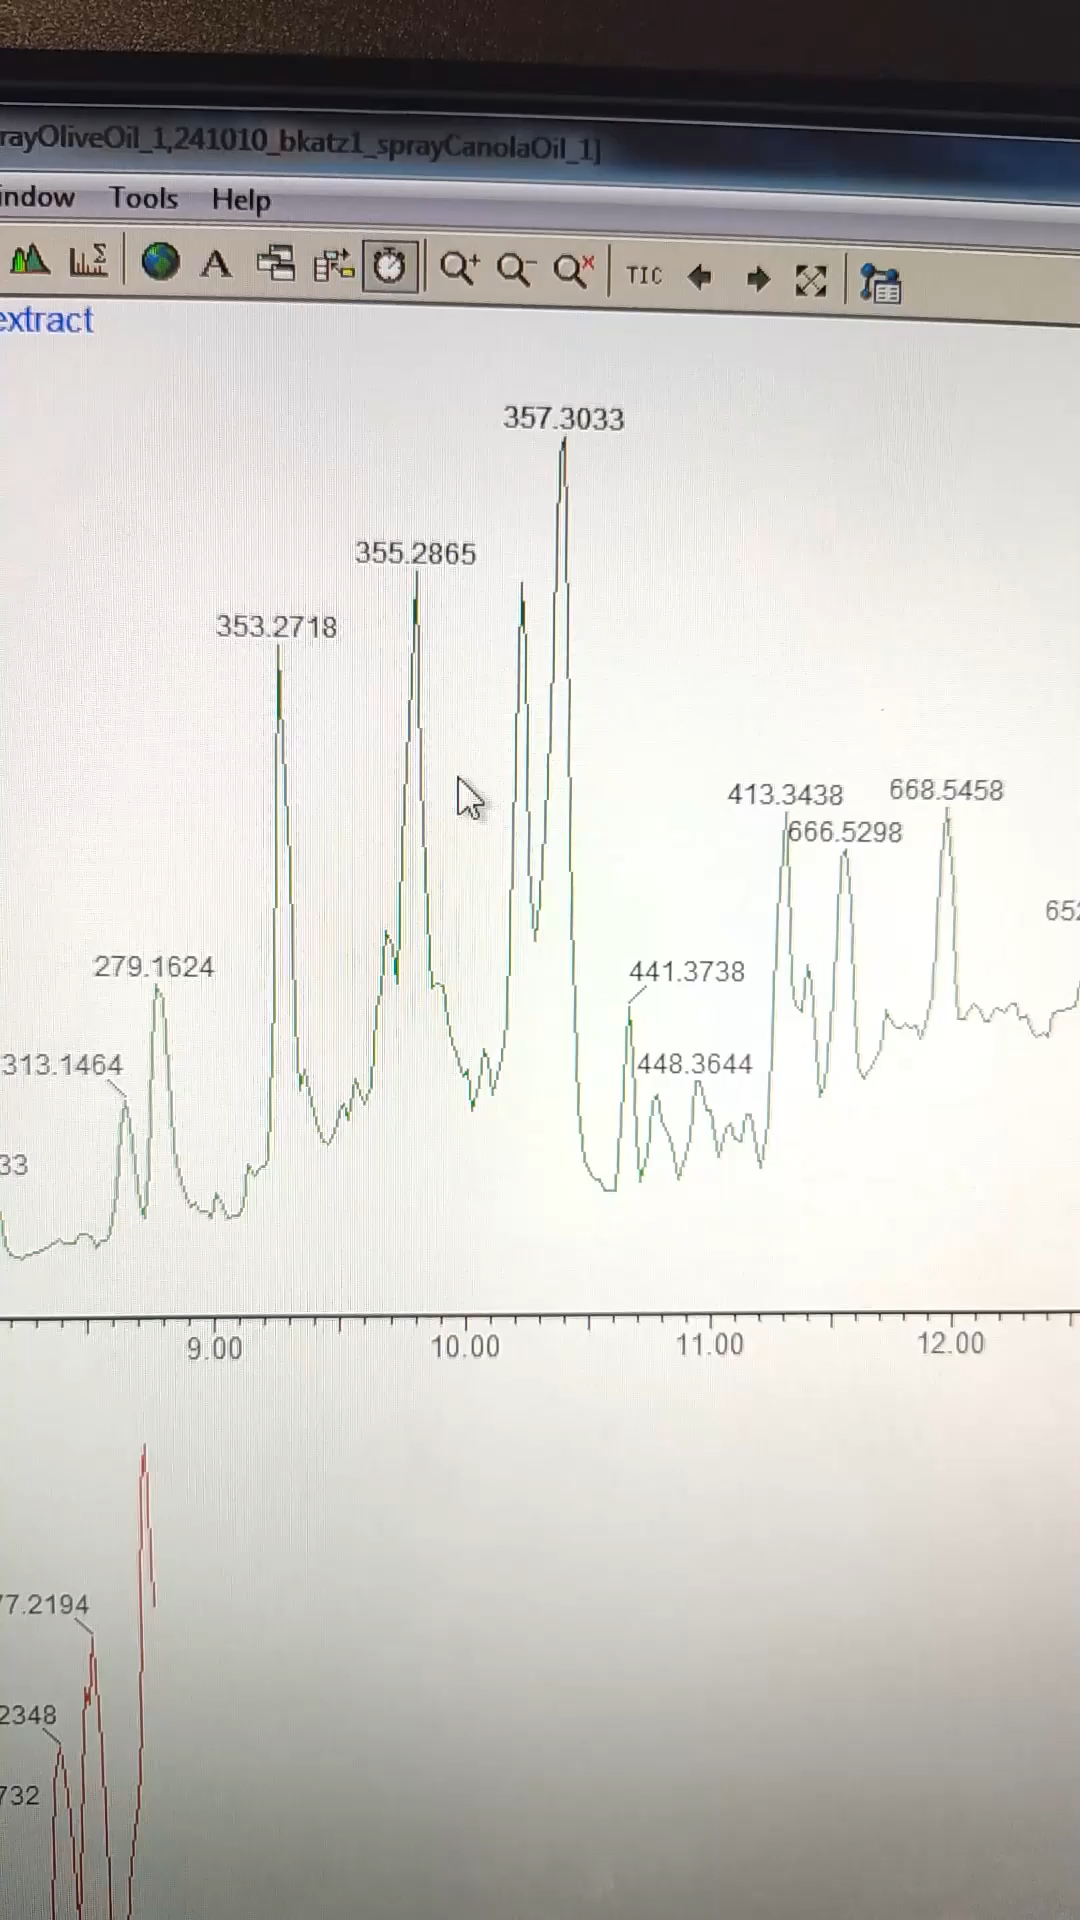 rayOliveOil_1,241010_bkatz1_sprayCanolaOil_1]
indow Tools Help
A TIC
extract
357.3033
355.2865
353.2718
413.3438 668.5458
666.5298
652
279.1624 441.3738
313.1464 448.3644
33
9.00 10.00 11.00 12.00
77.2194
2348
732